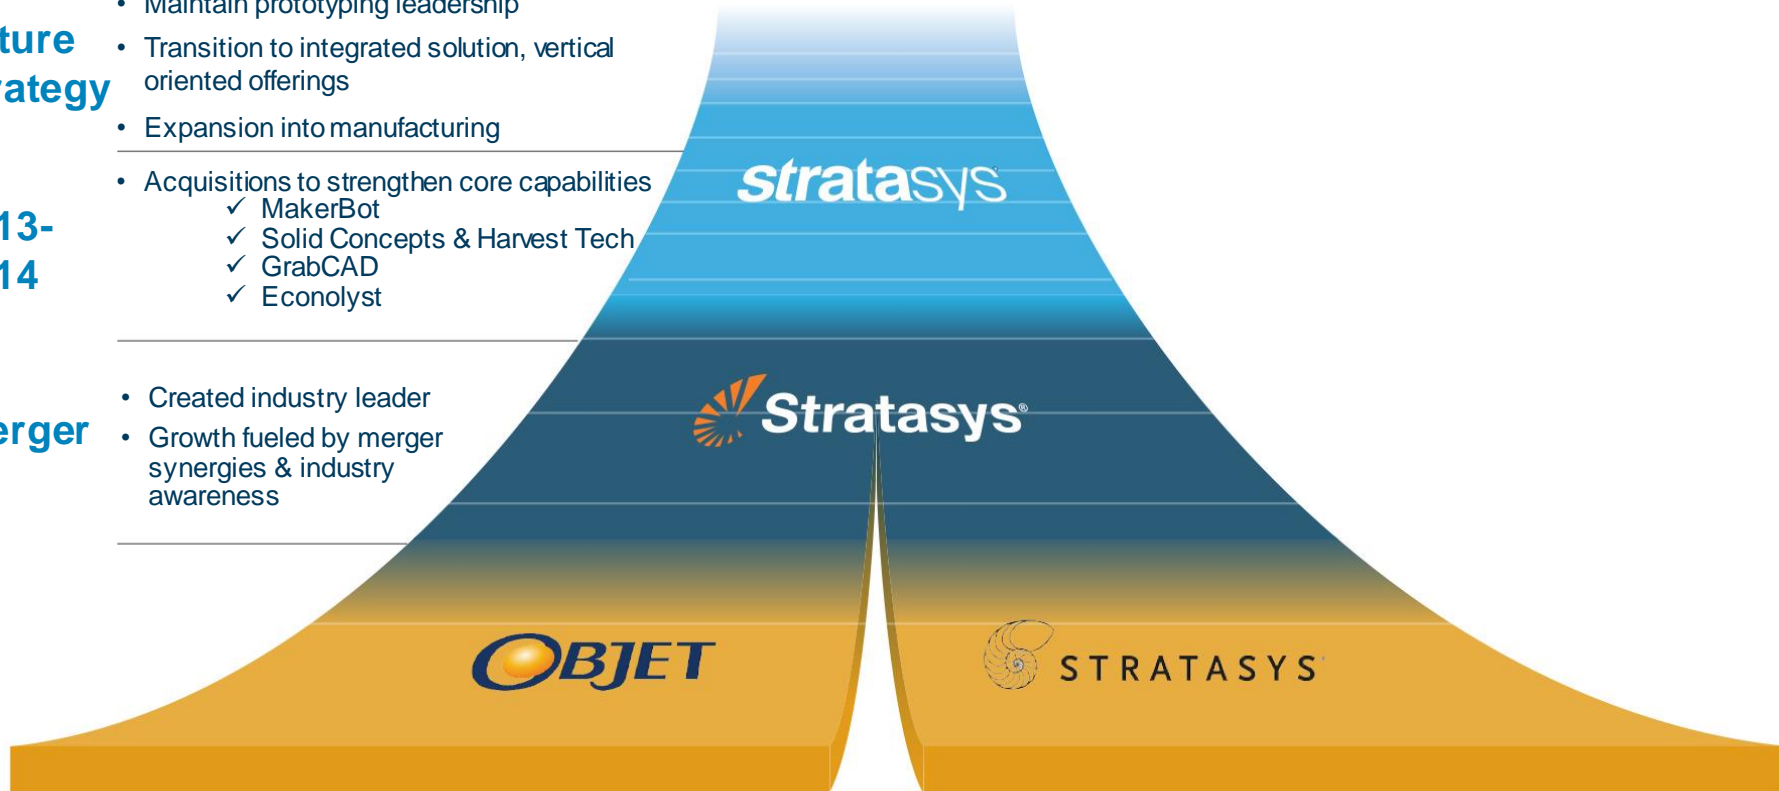 • Maintain prototyping leadership
ture
rategy
• Transition to integrated solution, vertical
oriented offerings
• Expansion into manufacturing
13-
14
• Acquisitions to strengthen core capabilities
✓ MakerBot
✓ Solid Concepts & Harvest Tech
✓ GrabCAD
✓ Econolyst
stratasys
erger
• Created industry leader
• Growth fueled by merger
synergies & industry
awareness
Stratasys®
OBJET
STRATASYS